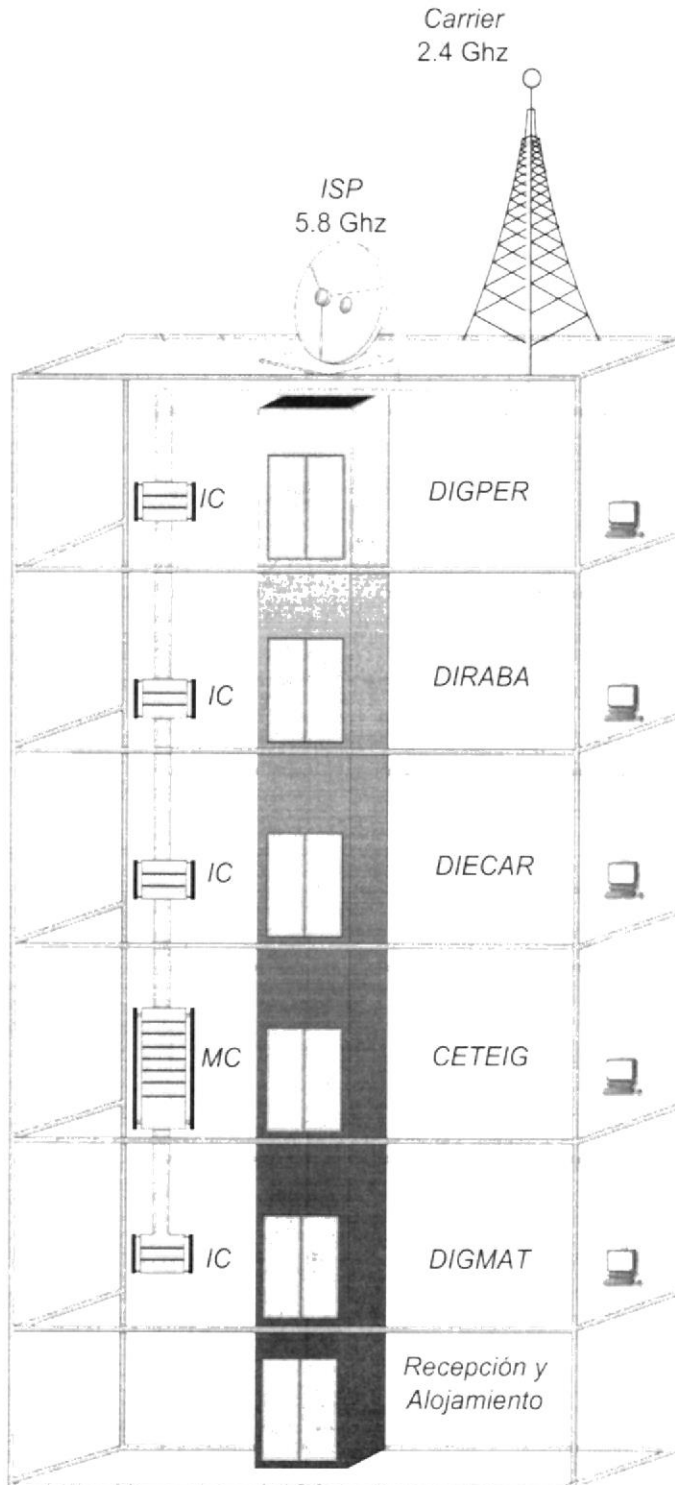 Carrier
2.4 Ghz
ISP
5.8 Ghz
IC
DIGPER
IC
DIRABA
IC
DIECAR
MC
CETEIG
IC
DIGMAT
Recepción y
Alojamiento